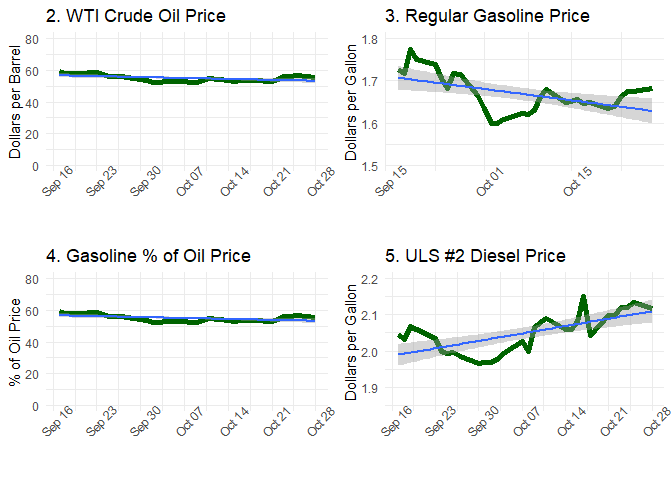 2. WTI Crude Oil Price
Dollars per Barrel
80
60
40
20
0
Sep 16
Sep 23
Sep 30
Oct 07
Oct 14
Oct 21
Oct 28
3. Regular Gasoline Price
Dollars per Gallon
1.8
1.7
1.6
1.5
Sep 15
Oct 01
Oct 15
4. Gasoline % of Oil Price
% of Oil Price
80
60
40
20
0
Sep 16
Sep 23
Sep 30
Oct 07
Oct 14
Oct 21
Oct 28
5. ULS #2 Diesel Price
Dollars per Gallon
2.2
2.1
2.0
1.9
Sep 16
Sep 23
Sep 30
Oct 07
Oct 14
Oct 21
Oct 28